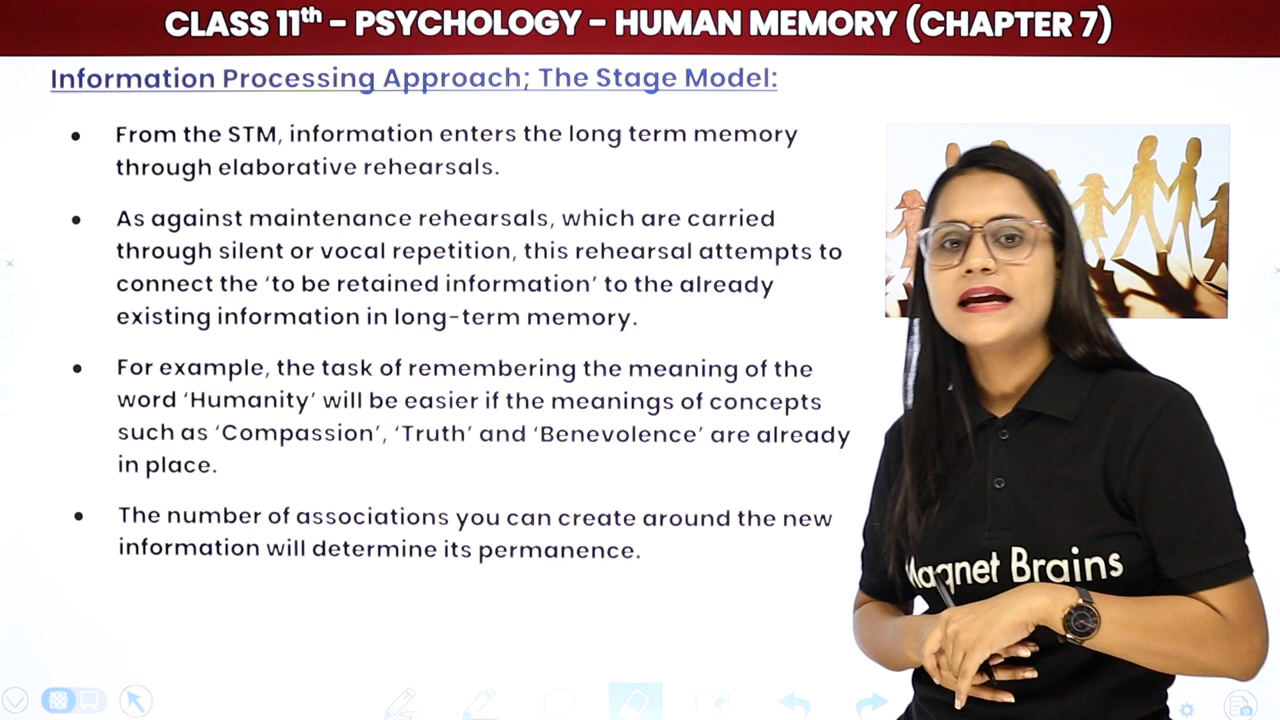 CLASS 11th - PSYCHOLOGY - HUMAN MEMORY (CHAPTER 7)
Information Processing Approach; The Stage Model:
• From the STM, information enters the long term memory
through elaborative rehearsals.
• As against maintenance rehearsals, which are carried
through silent or vocal repetition, this rehearsal attempts to
connect the ‘to be retained information’ to the already
existing information in long-term memory.
• For example, the task of remembering the meaning of the
word ‘Humanity’ will be easier if the meanings of concepts
such as ‘Compassion’, ‘Truth’ and ‘Benevolence’ are already
in place.
• The number of associations you can create around the new
information will determine its permanence.
Magnet Brains